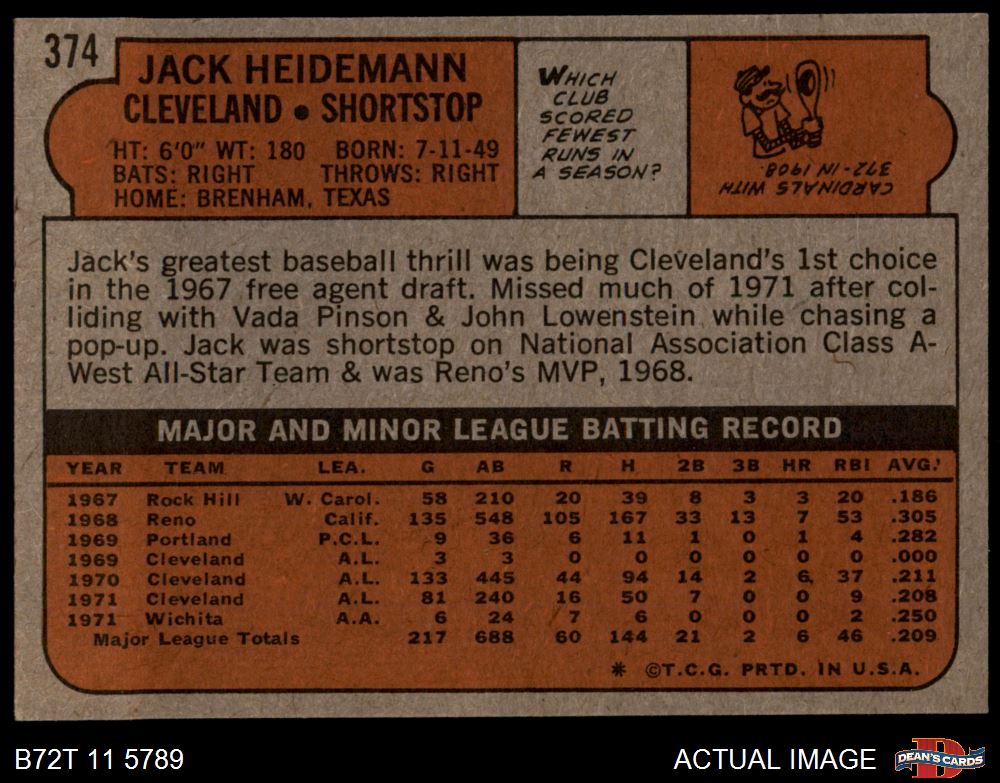 374
JACK HEIDEMANN
CLEVELAND • SHORTSTOP
HT: 6'0" WT: 180 BORN: 7-11-49
BATS: RIGHT THROWS: RIGHT
HOME: BRENHAM, TEXAS
WHICH
CLUB
SCORED
FEWEST
RUNS IN
A SEASON?
CARDINALS WITH
372-IN 1908.
Jack's greatest baseball thrill was being Cleveland's 1st choice
in the 1967 free agent draft. Missed much of 1971 after col-
liding with Vada Pinson & John Lowenstein while chasing a
pop-up. Jack was shortstop on National Association Class A-
West All-Star Team & was Reno's MVP, 1968.
MAJOR AND MINOR LEAGUE BATTING RECORD
YEAR TEAM LEA. G AB R H 2B 3B HR RBI AVG.
1967 Rock Hill W. Carol. 58 210 20 39 8 3 3 20 .186
1968 Reno Calif. 135 548 105 167 33 13 7 53 .305
1969 Portland P.C.L. 9 36 6 11 1 0 1 4 .282
1969 Cleveland A.L. 3 3 0 0 0 0 0 0 .000
1970 Cleveland A.L. 133 445 44 94 14 2 6 37 .211
1971 Cleveland A.L. 81 240 16 50 7 0 0 9 .208
1971 Wichita A.A. 6 24 7 6 0 0 0 2 .250
Major League Totals 217 688 60 144 21 2 6 46 .209
* ©T.C.G. PRTD. IN U.S.A.
B72T 11 5789
ACTUAL IMAGE
D
DEAN'S CARDS